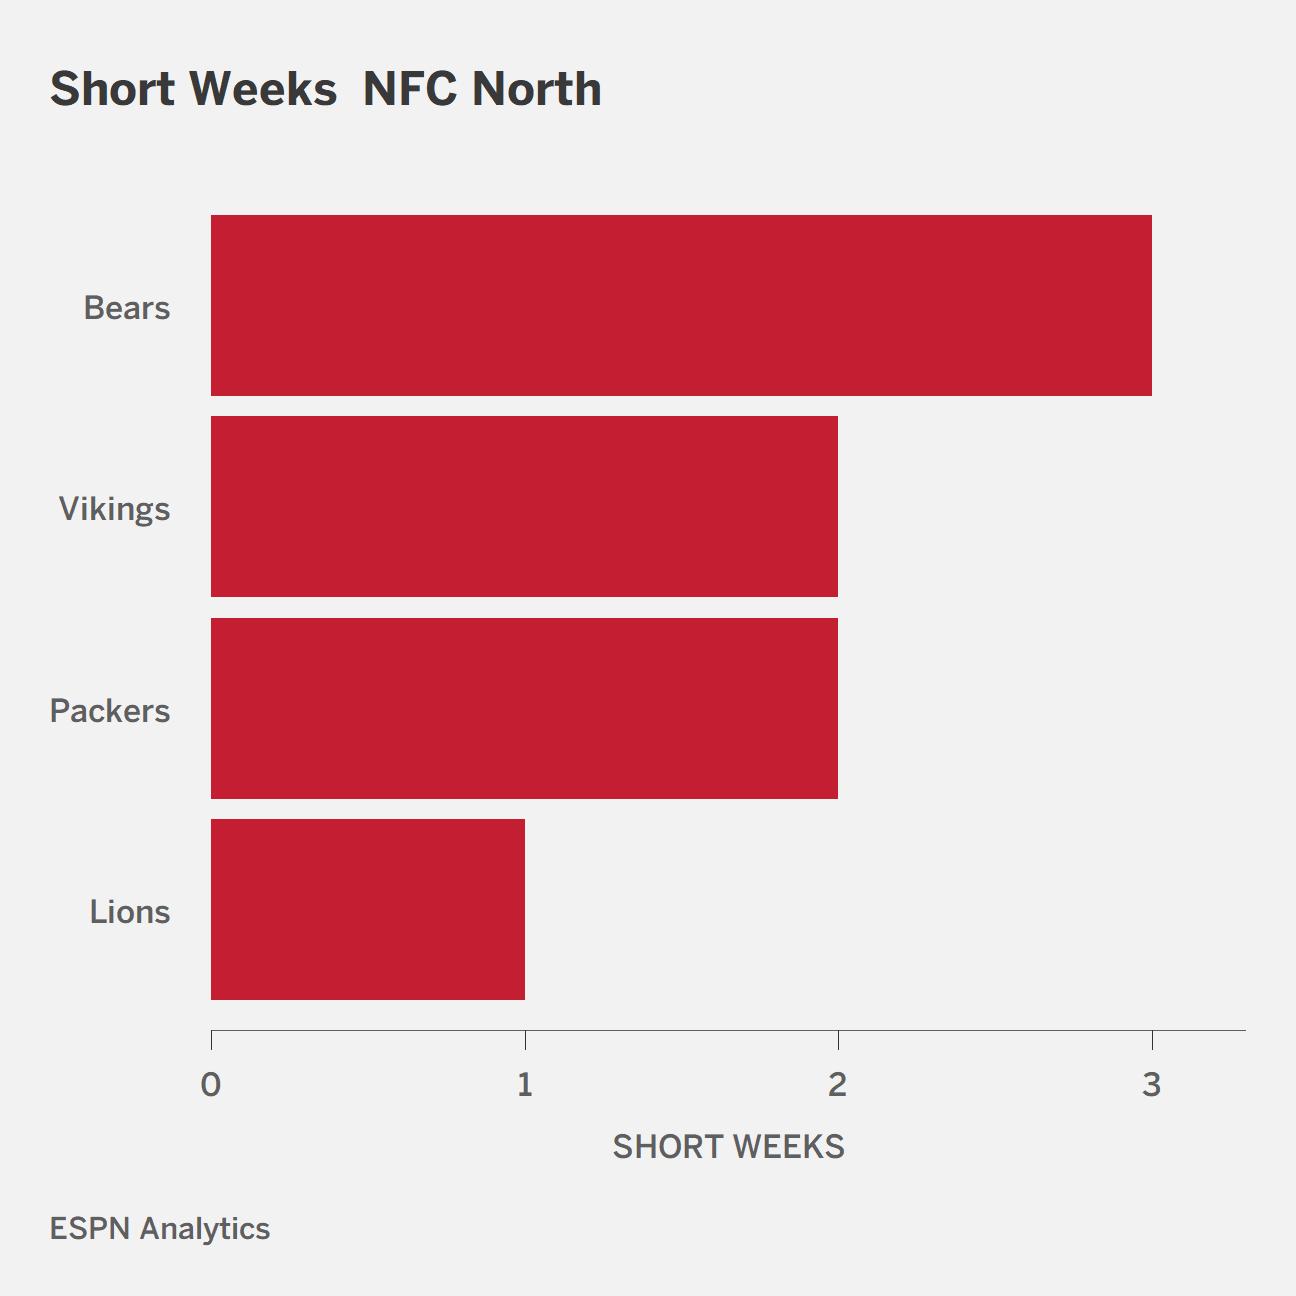 Short Weeks  NFC North
Bears
Vikings
Packers
Lions
0 1 2 3
SHORT WEEKS
ESPN Analytics